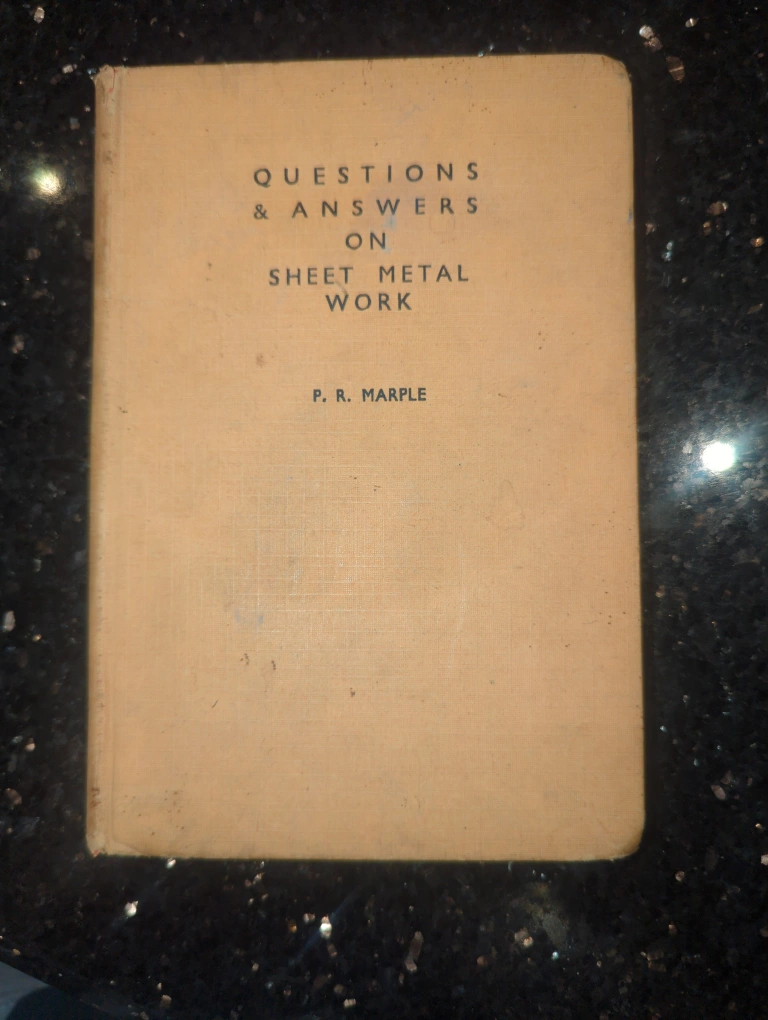 QUESTIONS
& ANSWERS
ON
SHEET METAL
WORK
P. R. MARPLE